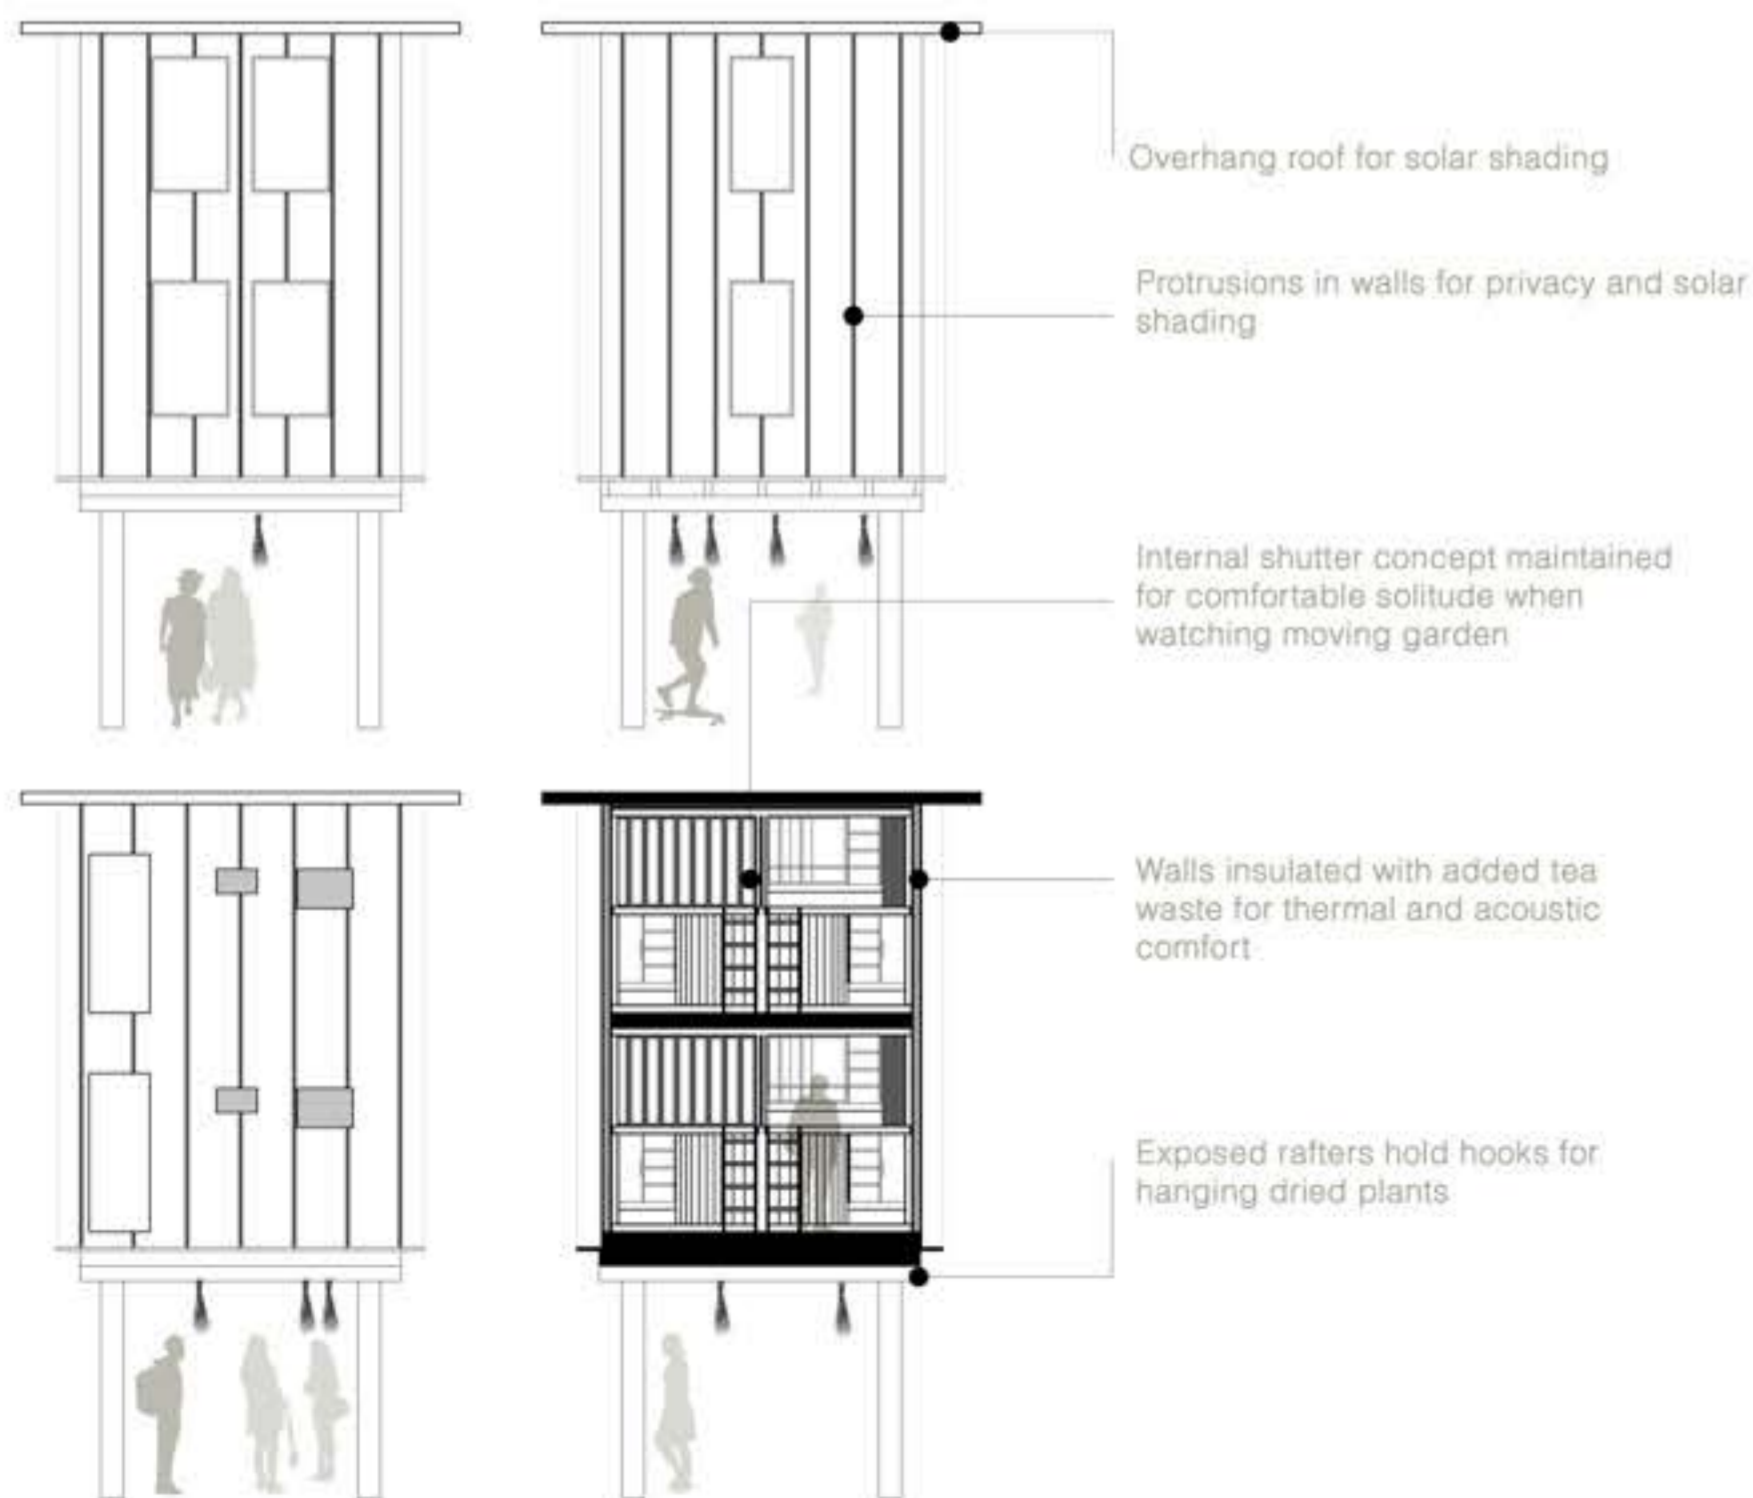 Overhang roof for solar shading
Protrusions in walls for privacy and solar
shading
Internal shutter concept maintained
for comfortable solitude when
watching moving garden
Walls insulated with added tea
waste for thermal and acoustic
comfort
Exposed rafters hold hooks for
hanging dried plants